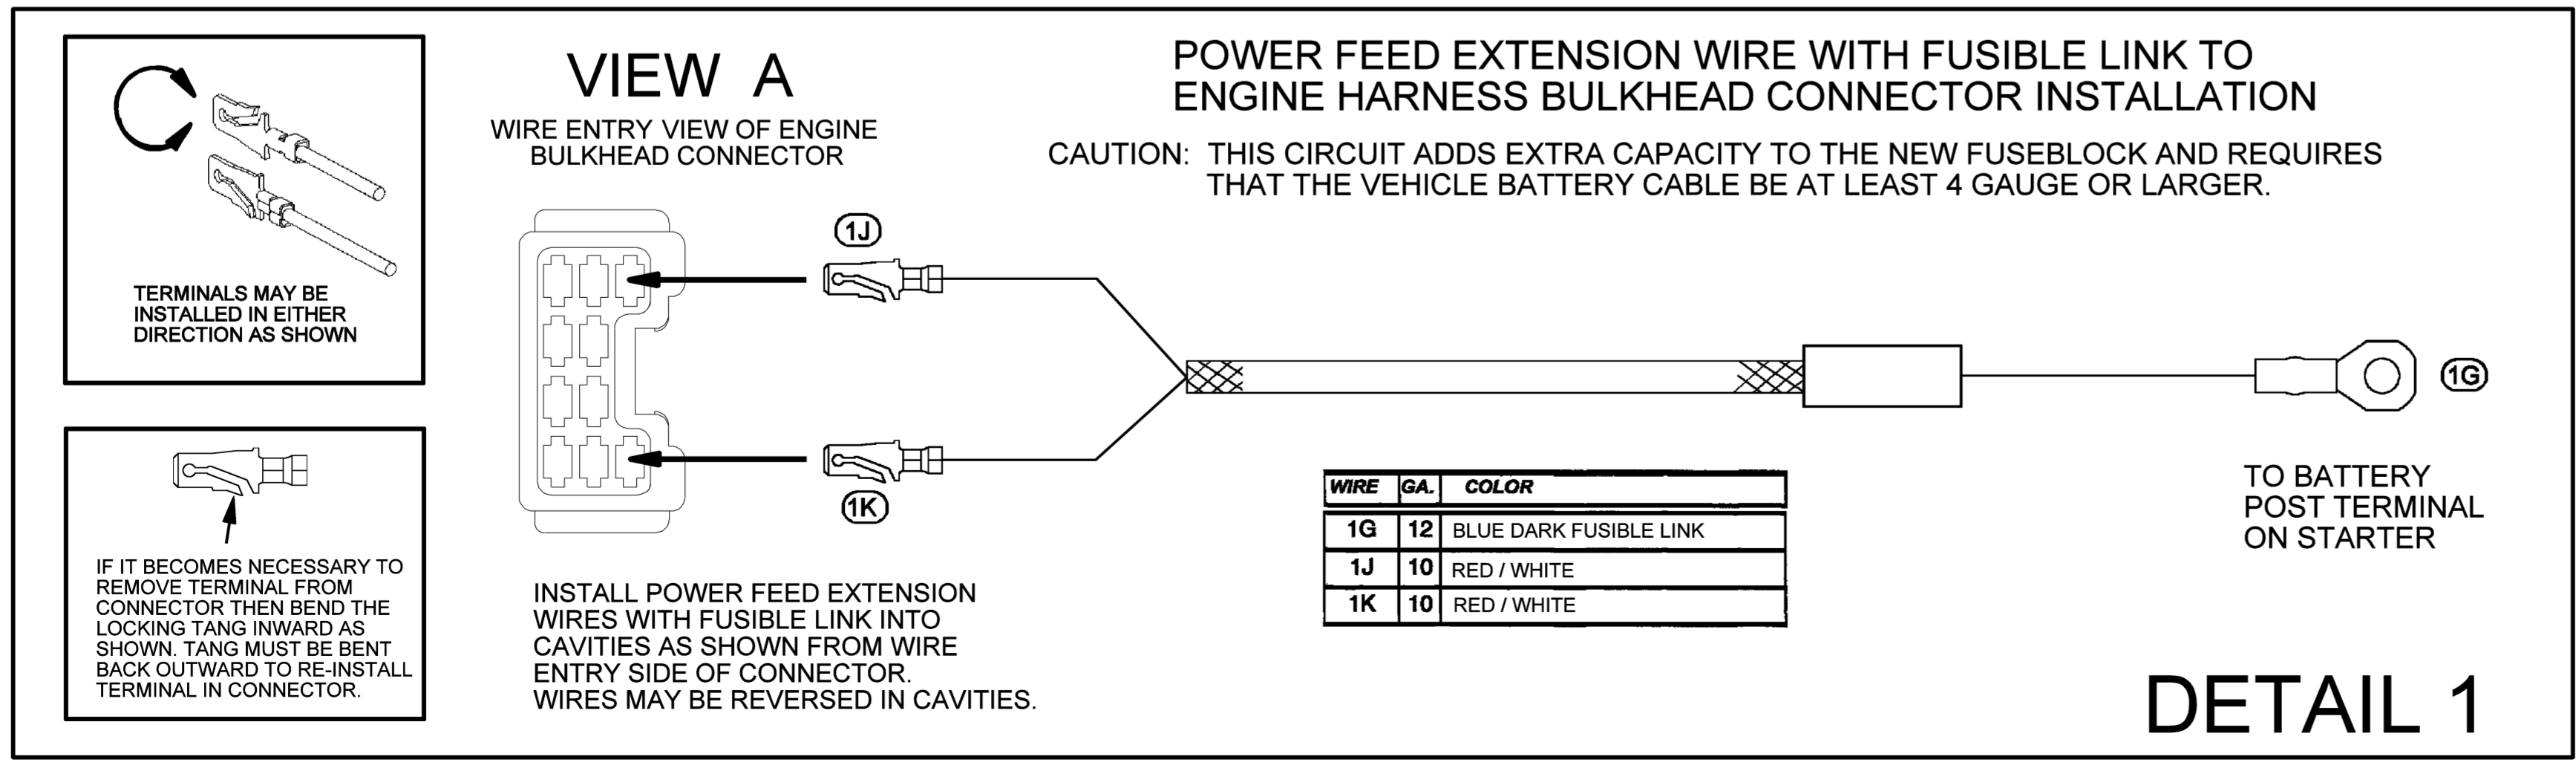 TERMINALS MAY BE
INSTALLED IN EITHER
DIRECTION AS SHOWN
IF IT BECOMES NECESSARY TO
REMOVE TERMINAL FROM
CONNECTOR THEN BEND THE
LOCKING TANG INWARD AS
SHOWN. TANG MUST BE BENT
BACK OUTWARD TO RE-INSTALL
TERMINAL IN CONNECTOR.
VIEW A
WIRE ENTRY VIEW OF ENGINE
BULKHEAD CONNECTOR
POWER FEED EXTENSION WIRE WITH FUSIBLE LINK TO
ENGINE HARNESS BULKHEAD CONNECTOR INSTALLATION
CAUTION: THIS CIRCUIT ADDS EXTRA CAPACITY TO THE NEW FUSEBLOCK AND REQUIRES
THAT THE VEHICLE BATTERY CABLE BE AT LEAST 4 GAUGE OR LARGER.
1J
1K
1G
INSTALL POWER FEED EXTENSION
WIRES WITH FUSIBLE LINK INTO
CAVITIES AS SHOWN FROM WIRE
ENTRY SIDE OF CONNECTOR.
WIRES MAY BE REVERSED IN CAVITIES.
WIRE GA. COLOR
1G 12 BLUE DARK FUSIBLE LINK
1J 10 RED / WHITE
1K 10 RED / WHITE
TO BATTERY
POST TERMINAL
ON STARTER
DETAIL 1